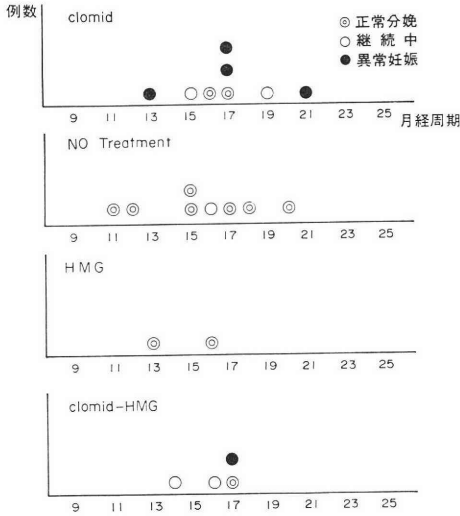 例数
clomid
◎ 正常分娩
○ 継続中
● 異常妊娠
9 11 13 15 17 19 21 23 25 月経周期
NO Treatment
9 11 13 15 17 19 21 23 25
HMG
9 11 13 15 17 19 21 23 25
clomid-HMG
9 11 13 15 17 19 21 23 25